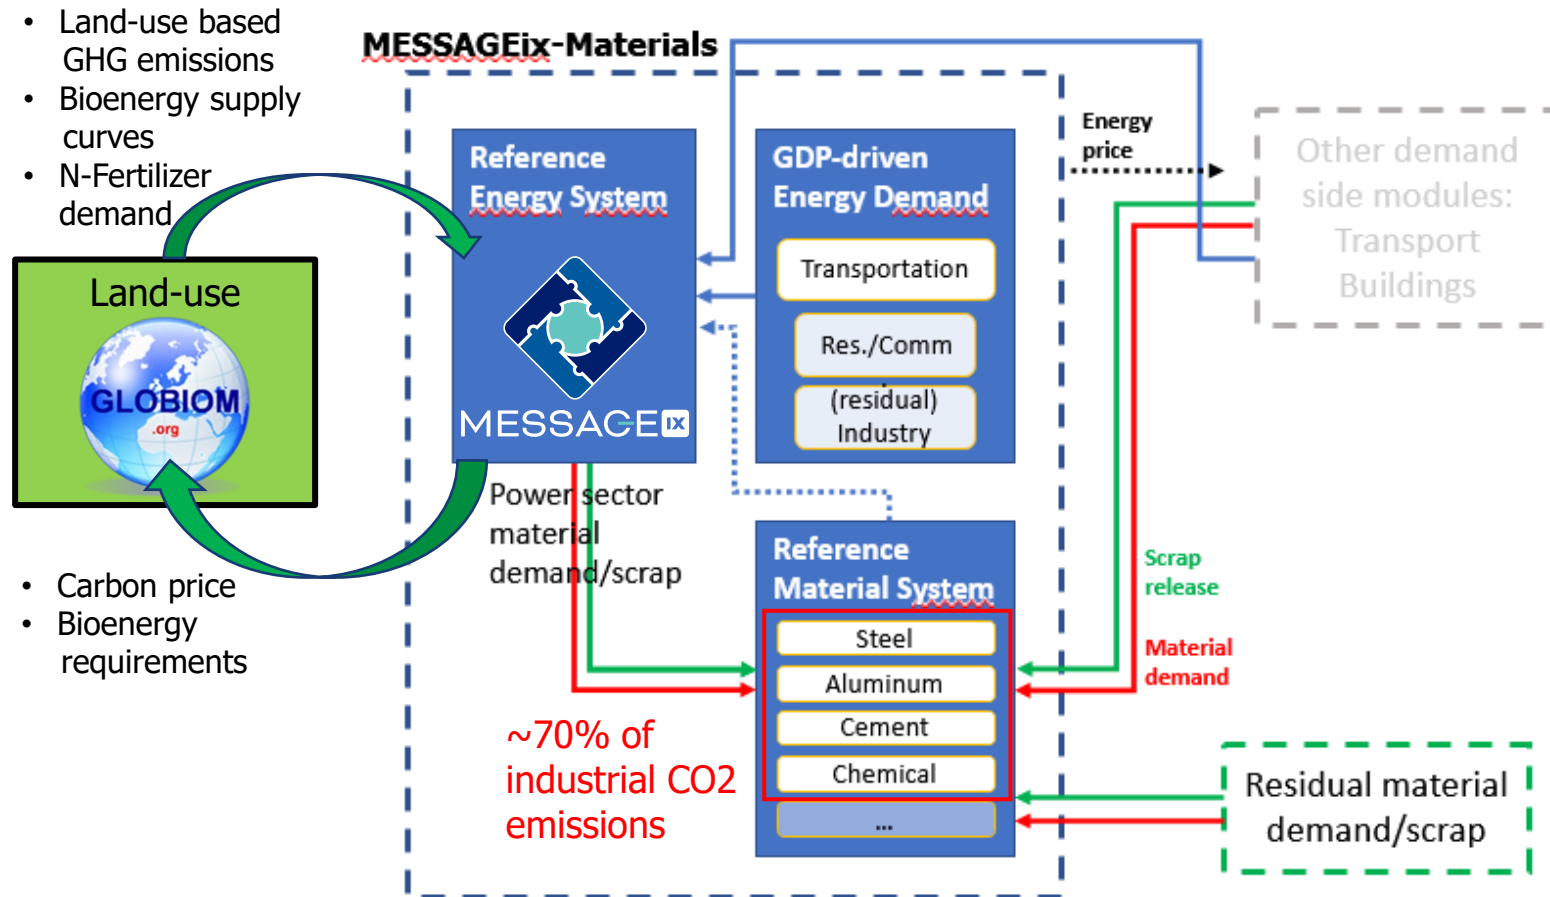 • Land-use based
GHG emissions
• Bioenergy supply
curves
• N-Fertilizer
demand
Land-use
GLOBIOM
.org
• Carbon price
• Bioenergy
requirements
MESSAGEix-Materials
Reference
Energy System
MESSAGE IX
GDP-driven
Energy Demand
Transportation
Res./Comm
(residual)
Industry
Power sector
material
demand/scrap
Reference
Material System
Steel
Aluminum
Cement
Chemical
...
~70% of
industrial CO2
emissions
Energy
price
Other demand
side modules:
Transport
Buildings
Scrap
release
Material
demand
Residual material
demand/scrap